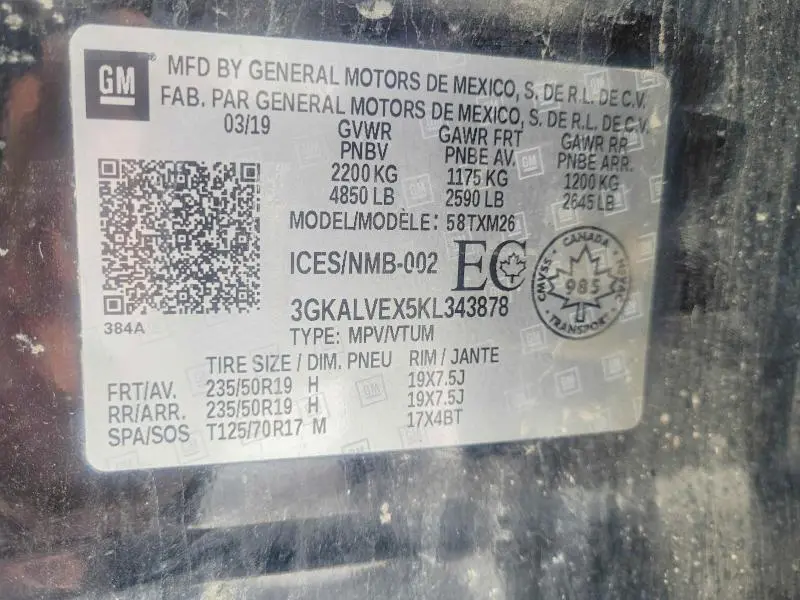 GM
MFD BY GENERAL MOTORS DE MEXICO, S. DE R.L. DE C.V.
FAB. PAR GENERAL MOTORS DE MEXICO, S. DE R.L. DE C.V.
03/19 GVWR GAWR FRT GAWR RR
PNBV PNBE AV. PNBE ARR.
2200 KG 1175 KG 1200 KG
4850 LB 2590 LB 2645 LB
MODEL/MODÈLE: 58TXM26
ICES/NMB-002 EC
CANADA
CMVSS 985 NSVAC
TRANSPORT
3GKALVEX5KL343878
384A
TYPE: MPV/VTUM
TIRE SIZE / DIM. PNEU RIM / JANTE
FRT/AV. 235/50R19 H 19X7.5J
RR/ARR. 235/50R19 H 19X7.5J
SPA/SOS T125/70R17 M 17X4BT